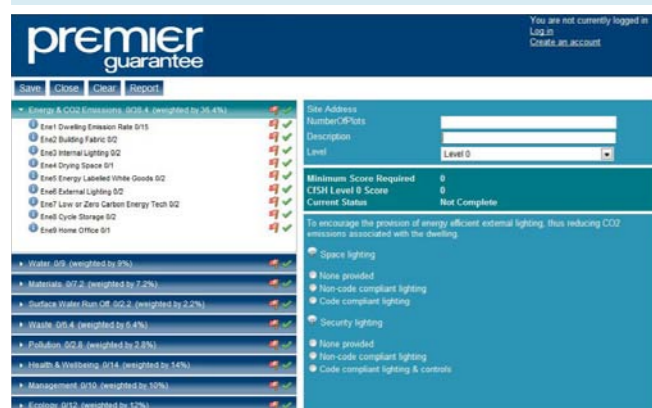 You are not currently logged in
Log in
Create an account
premier
guarantee
Save Close Clear Report
Energy & CO2 Emissions 0/36.4 (weighted by 36.4%)
Ene1 Dwelling Emission Rate 0/15
Ene2 Building Fabric 0/2
Ene3 Internal Lighting 0/2
Ene4 Drying Space 0/1
Ene5 Energy Labelled White Goods 0/2
Ene6 External Lighting 0/2
Ene7 Low or Zero Carbon Energy Tech 0/2
Ene8 Cycle Storage 0/2
Ene9 Home Office 0/1
Water 0/9 (weighted by 9%)
Materials 0/7.2 (weighted by 7.2%)
Surface Water Run Off 0/2.2 (weighted by 2.2%)
Waste 0/6.4 (weighted by 6.4%)
Pollution 0/2.8 (weighted by 2.8%)
Health & Wellbeing 0/14 (weighted by 14%)
Management 0/10 (weighted by 10%)
Ecology 0/12 (weighted by 12%)
Site Address
NumberOfPlots
Description
Level Level 0
Minimum Score Required 0
CfSH Level 0 Score 0
Current Status Not Complete
To encourage the provision of energy efficient external lighting, thus reducing CO2
emissions associated with the dwelling.
Space lighting
None provided
Non-code compliant lighting
Code compliant lighting
Security lighting
None provided
Non-code compliant lighting
Code compliant lighting & controls